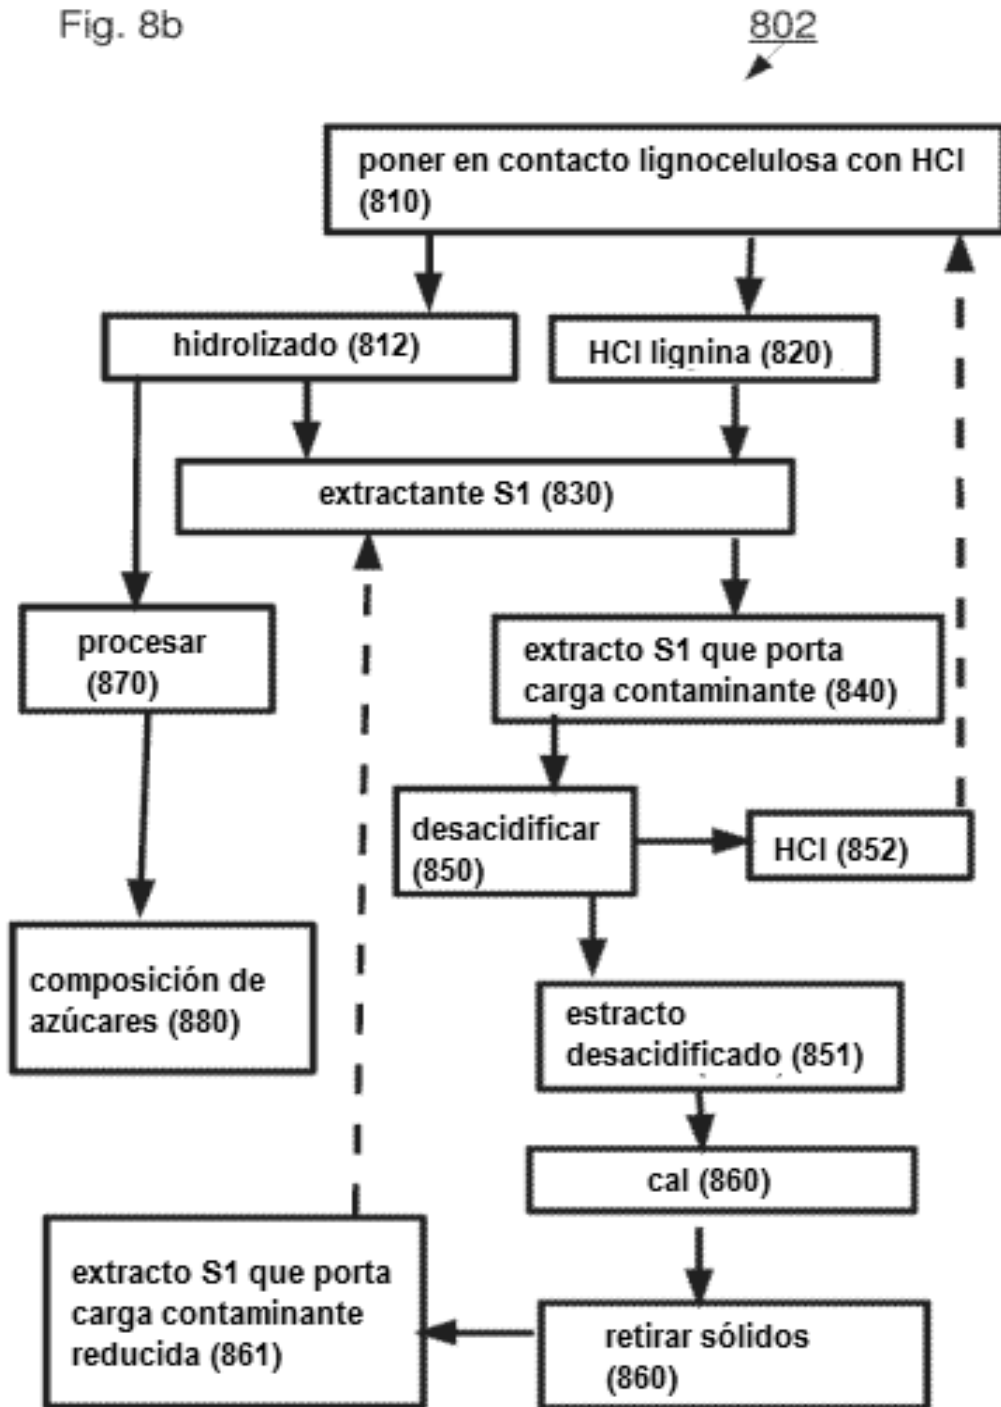 Fig. 8b
802
poner en contacto lignocelulosa con HCl
(810)
hidrolizado (812)
HCl lignina (820)
extractante S1 (830)
procesar
(870)
extracto S1 que porta
carga contaminante (840)
desacidificar
(850)
HCl (852)
composición de
azúcares (880)
estracto
desacidificado (851)
cal (860)
extracto S1 que porta
carga contaminante
reducida (861)
retirar sólidos
(860)